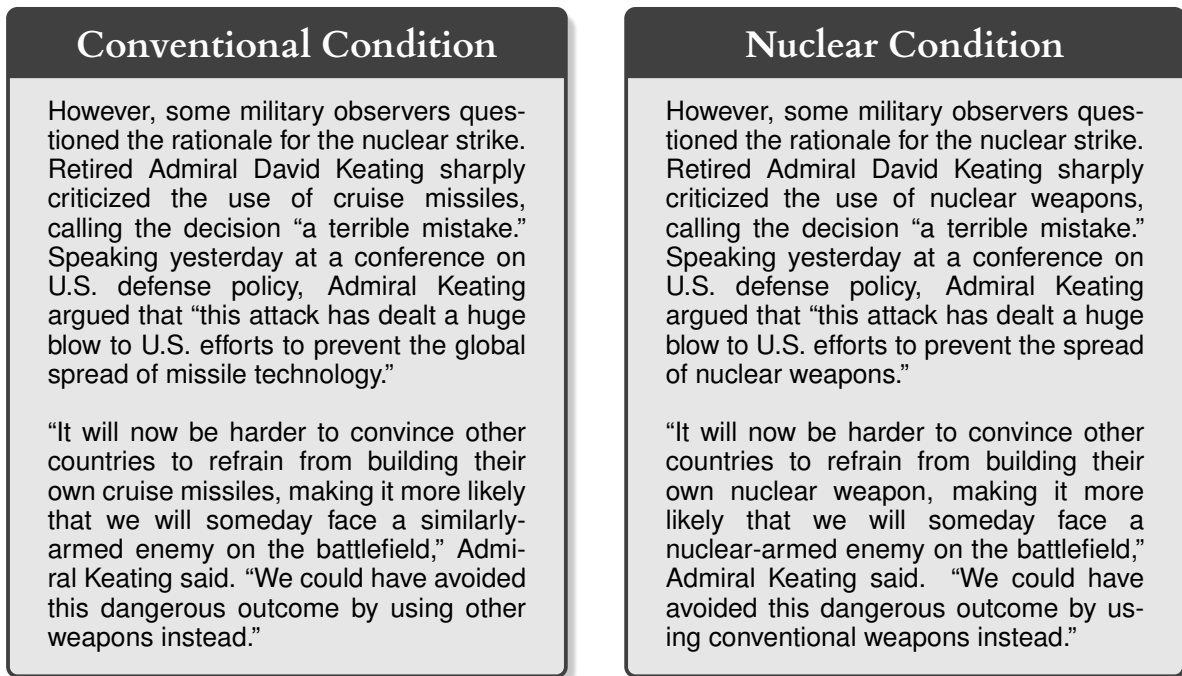 Conventional Condition
However, some military observers ques-
tioned the rationale for the nuclear strike.
Retired Admiral David Keating sharply
criticized the use of cruise missiles,
calling the decision “a terrible mistake.”
Speaking yesterday at a conference on
U.S. defense policy, Admiral Keating
argued that “this attack has dealt a huge
blow to U.S. efforts to prevent the global
spread of missile technology.”
“It will now be harder to convince other
countries to refrain from building their
own cruise missiles, making it more likely
that we will someday face a similarly-
armed enemy on the battlefield,” Admi-
ral Keating said. “We could have avoided
this dangerous outcome by using other
weapons instead.”
Nuclear Condition
However, some military observers ques-
tioned the rationale for the nuclear strike.
Retired Admiral David Keating sharply
criticized the use of nuclear weapons,
calling the decision “a terrible mistake.”
Speaking yesterday at a conference on
U.S. defense policy, Admiral Keating
argued that “this attack has dealt a huge
blow to U.S. efforts to prevent the spread
of nuclear weapons.”
“It will now be harder to convince other
countries to refrain from building their
own nuclear weapon, making it more
likely that we will someday face a
nuclear-armed enemy on the battlefield,”
Admiral Keating said. “We could have
avoided this dangerous outcome by us-
ing conventional weapons instead.”